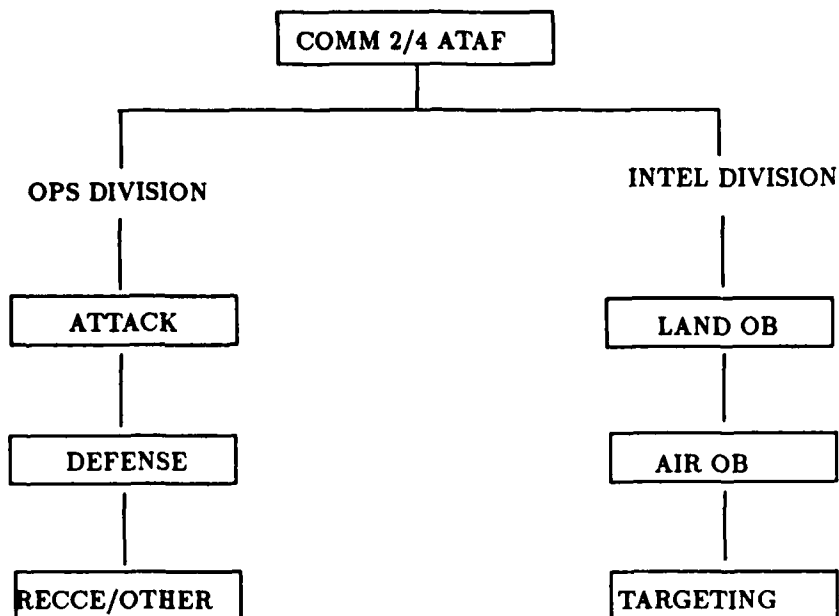 COMM 2/4 ATAF
OPS DIVISION
INTEL DIVISION
ATTACK
LAND OB
DEFENSE
AIR OB
RECCE/OTHER
TARGETING